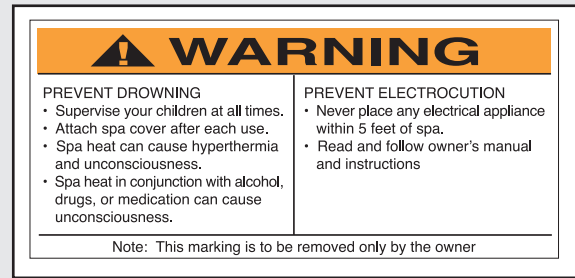 WARNING
PREVENT DROWNING
• Supervise your children at all times.
• Attach spa cover after each use.
• Spa heat can cause hyperthermia
and unconsciousness.
• Spa heat in conjunction with alcohol,
drugs, or medication can cause
unconsciousness.
PREVENT ELECTROCUTION
• Never place any electrical appliance
within 5 feet of spa.
• Read and follow owner's manual
and instructions
Note: This marking is to be removed only by the owner